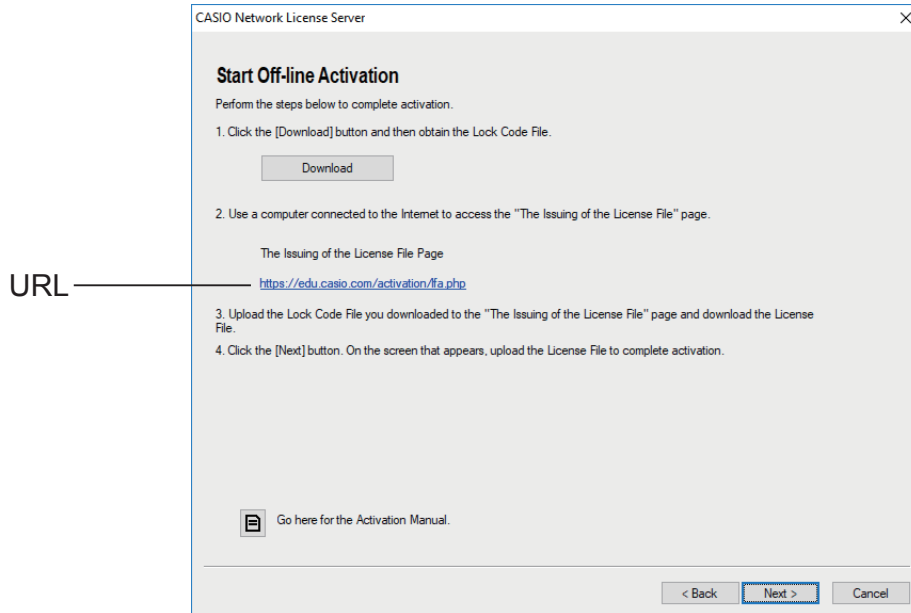 CASIO Network License Server
Start Off-line Activation
Perform the steps below to complete activation.
1. Click the [Download] button and then obtain the Lock Code File.
Download
2. Use a computer connected to the Internet to access the "The Issuing of the License File" page.
The Issuing of the License File Page
URL
https://edu.casio.com/activation/lfa.php
3. Upload the Lock Code File you downloaded to the "The Issuing of the License File" page and download the License
File.
4. Click the [Next] button. On the screen that appears, upload the License File to complete activation.
Go here for the Activation Manual.
< Back
Next >
Cancel